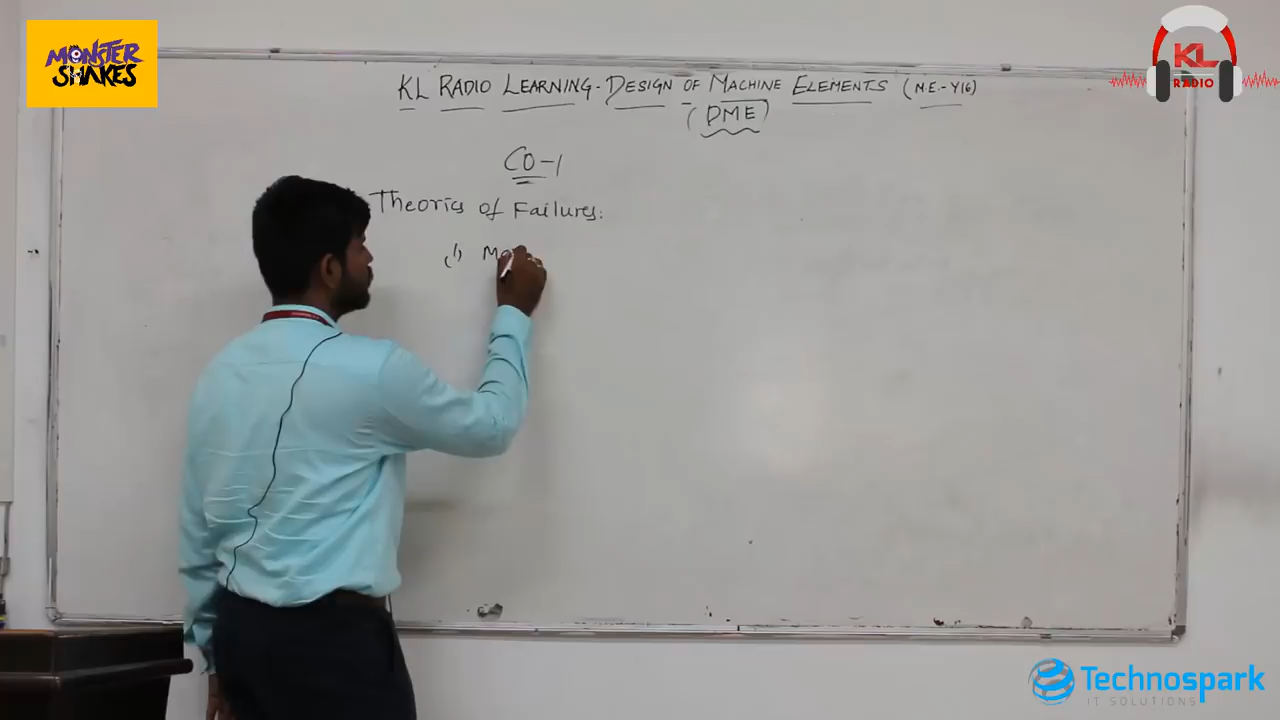 MONSTER
SHAKES
KL RADIO LEARNING - DESIGN OF MACHINE ELEMENTS (M.E.-Y16)
(DME)
CO-1
Theories of Failures:
(1) Ma
KL
RADIO
Technospark
IT SOLUTIONS